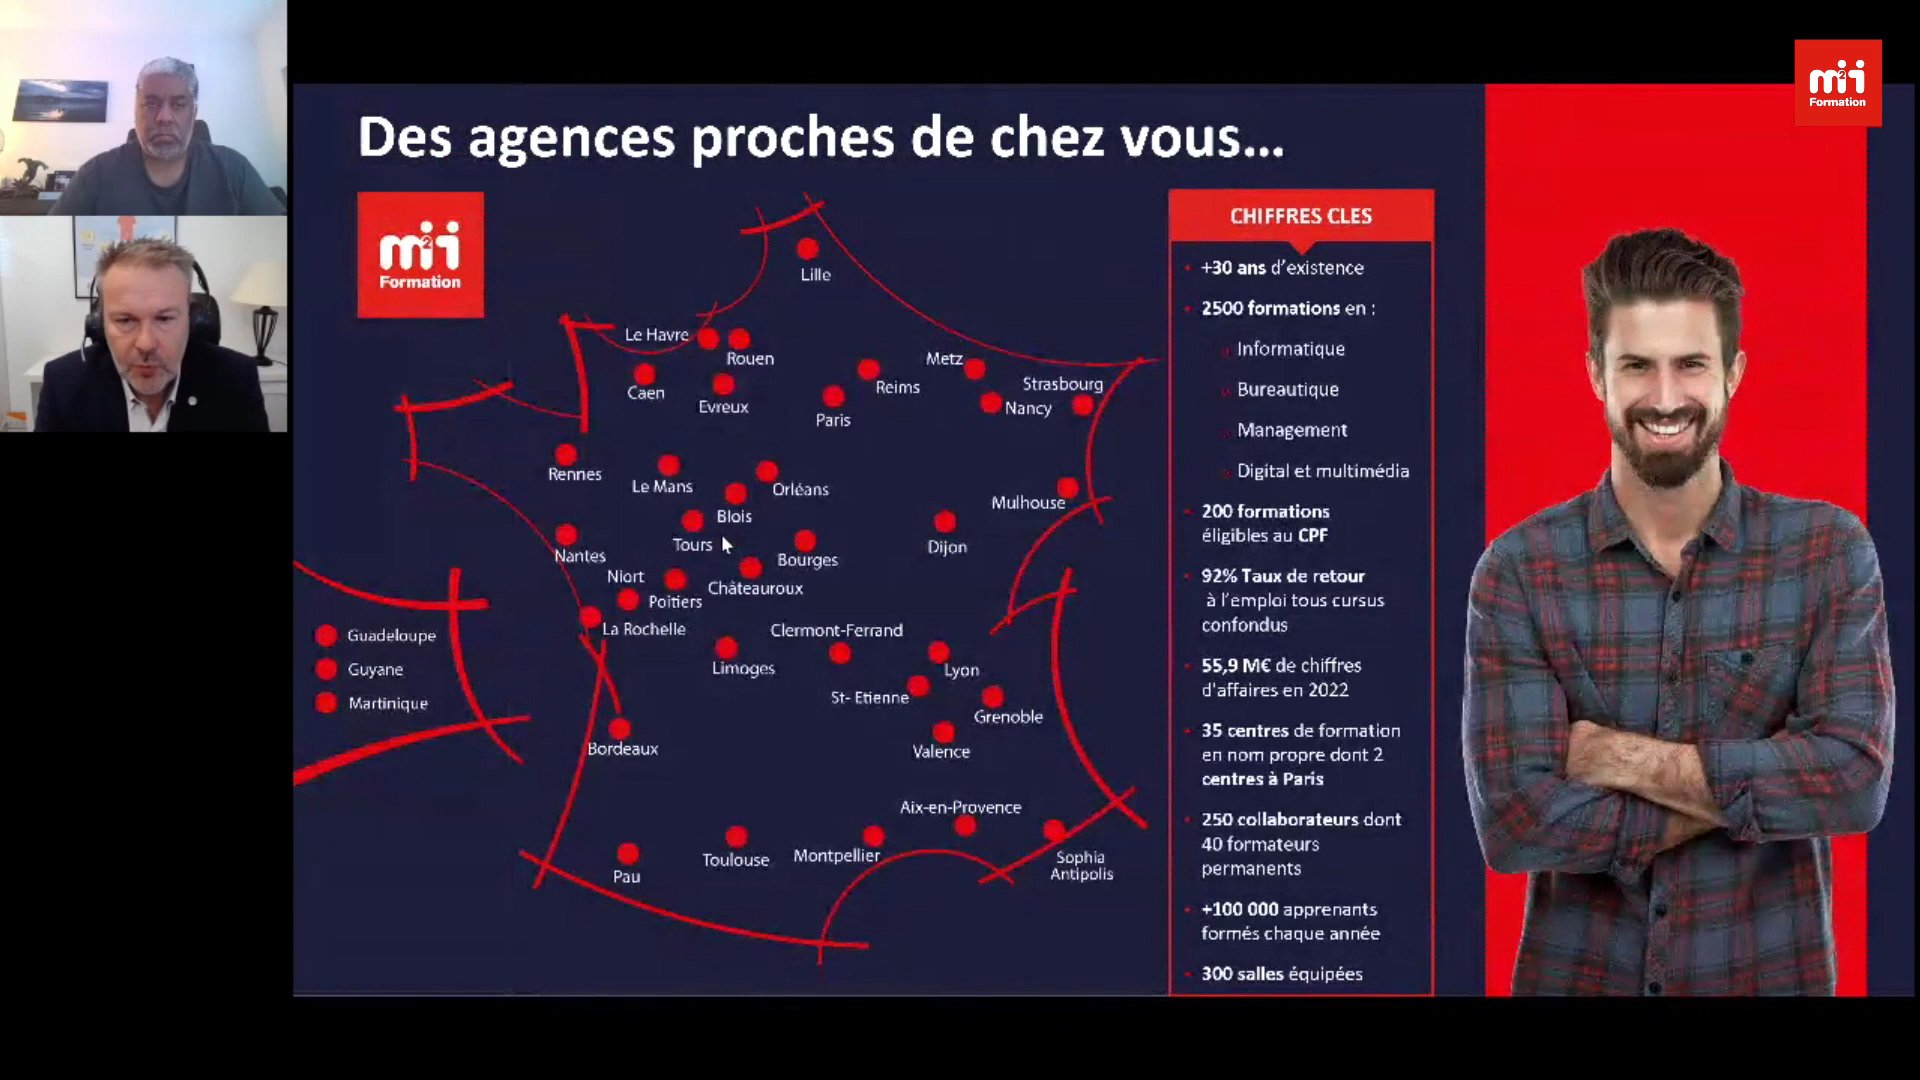 Des agences proches de chez vous...
m2i
Formation
m2i
Formation
Lille
Le Havre
Rouen
Caen
Evreux
Metz
Reims
Strasbourg
Nancy
Paris
Rennes
Le Mans
Orléans
Blois
Mulhouse
Tours
Dijon
Nantes
Bourges
Niort
Châteauroux
Poitiers
La Rochelle
Clermont-Ferrand
Limoges
Lyon
St- Etienne
Grenoble
Valence
Bordeaux
Guadeloupe
Guyane
Martinique
Aix-en-Provence
Pau
Toulouse
Montpellier
Sophia
Antipolis
CHIFFRES CLES
+30 ans d'existence
2500 formations en :
Informatique
Bureautique
Management
Digital et multimédia
200 formations
éligibles au CPF
92% Taux de retour
à l'emploi tous cursus
confondus
55,9 M€ de chiffres
d'affaires en 2022
35 centres de formation
en nom propre dont 2
centres à Paris
250 collaborateurs dont
40 formateurs
permanents
+100 000 apprenants
formés chaque année
300 salles équipées